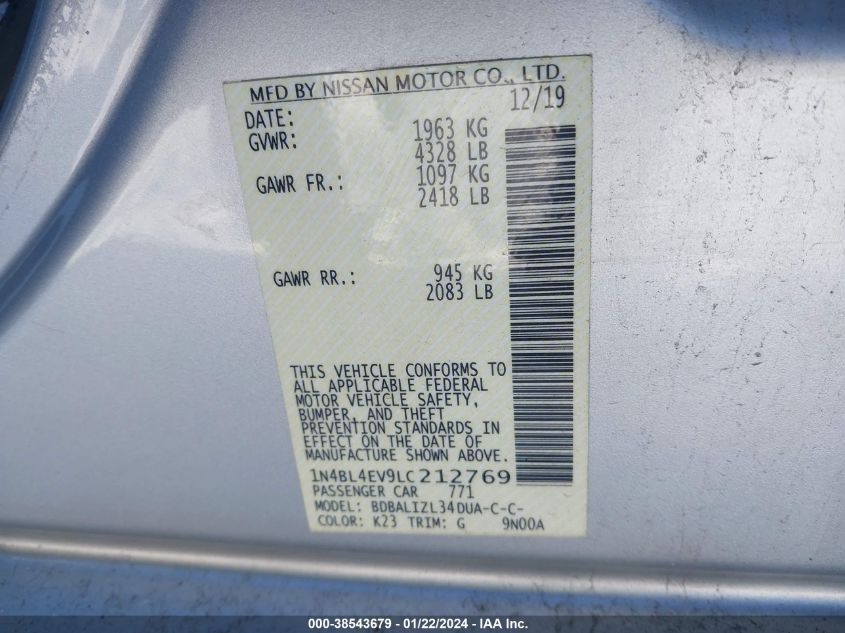 MFD BY NISSAN MOTOR CO., LTD.
DATE: 12/19
GVWR: 1963 KG
4328 LB
GAWR FR.: 1097 KG
2418 LB
GAWR RR.: 945 KG
2083 LB
THIS VEHICLE CONFORMS TO
ALL APPLICABLE FEDERAL
MOTOR VEHICLE SAFETY,
BUMPER, AND THEFT
PREVENTION STANDARDS IN
EFFECT ON THE DATE OF
MANUFACTURE SHOWN ABOVE.
1N4BL4EV9LC212769
PASSENGER CAR 771
MODEL: BDBALIZL34DUA-C-C-
COLOR: K23 TRIM: G 9N00A
000-38543679 - 01/22/2024 - IAAI.COM